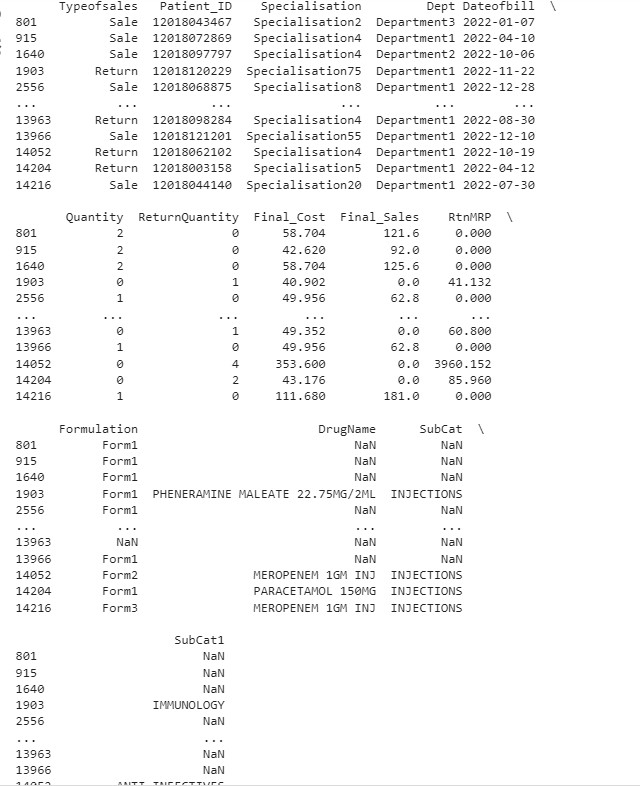 Typeofsales Patient_ID Specialisation Dept Dateofbill \
801 Sale 12018043467 Specialisation2 Department3 2022-01-07
915 Sale 12018072869 Specialisation4 Department1 2022-04-10
1640 Sale 12018097797 Specialisation4 Department2 2022-10-06
1903 Return 12018120229 Specialisation75 Department1 2022-11-22
2556 Sale 12018068875 Specialisation8 Department1 2022-12-28
... ... ... ... ... ...
13963 Return 12018098284 Specialisation4 Department1 2022-08-30
13966 Sale 12018121201 Specialisation55 Department1 2022-12-10
14052 Return 12018062102 Specialisation4 Department1 2022-10-19
14204 Return 12018003158 Specialisation5 Department1 2022-04-12
14216 Sale 12018044140 Specialisation20 Department1 2022-07-30
Quantity ReturnQuantity Final_Cost Final_Sales RtnMRP \
801 2 0 58.704 121.6 0.000
915 2 0 42.620 92.0 0.000
1640 2 0 58.704 125.6 0.000
1903 0 1 40.902 0.0 41.132
2556 1 0 49.956 62.8 0.000
... ... ... ... ... ...
13963 0 1 49.352 0.0 60.800
13966 1 0 49.956 62.8 0.000
14052 0 4 353.600 0.0 3960.152
14204 0 2 43.176 0.0 85.960
14216 1 0 111.680 181.0 0.000
Formulation DrugName SubCat \
801 Form1 NaN NaN
915 Form1 NaN NaN
1640 Form1 NaN NaN
1903 Form1 PHENERAMINE MALEATE 22.75MG/2ML INJECTIONS
2556 Form1 NaN NaN
... ... ... ...
13963 NaN NaN NaN
13966 Form1 NaN NaN
14052 Form2 MEROPENEM 1GM INJ INJECTIONS
14204 Form1 PARACETAMOL 150MG INJECTIONS
14216 Form3 MEROPENEM 1GM INJ INJECTIONS
SubCat1
801 NaN
915 NaN
1640 NaN
1903 IMMUNOLOGY
2556 NaN
... ...
13963 NaN
13966 NaN